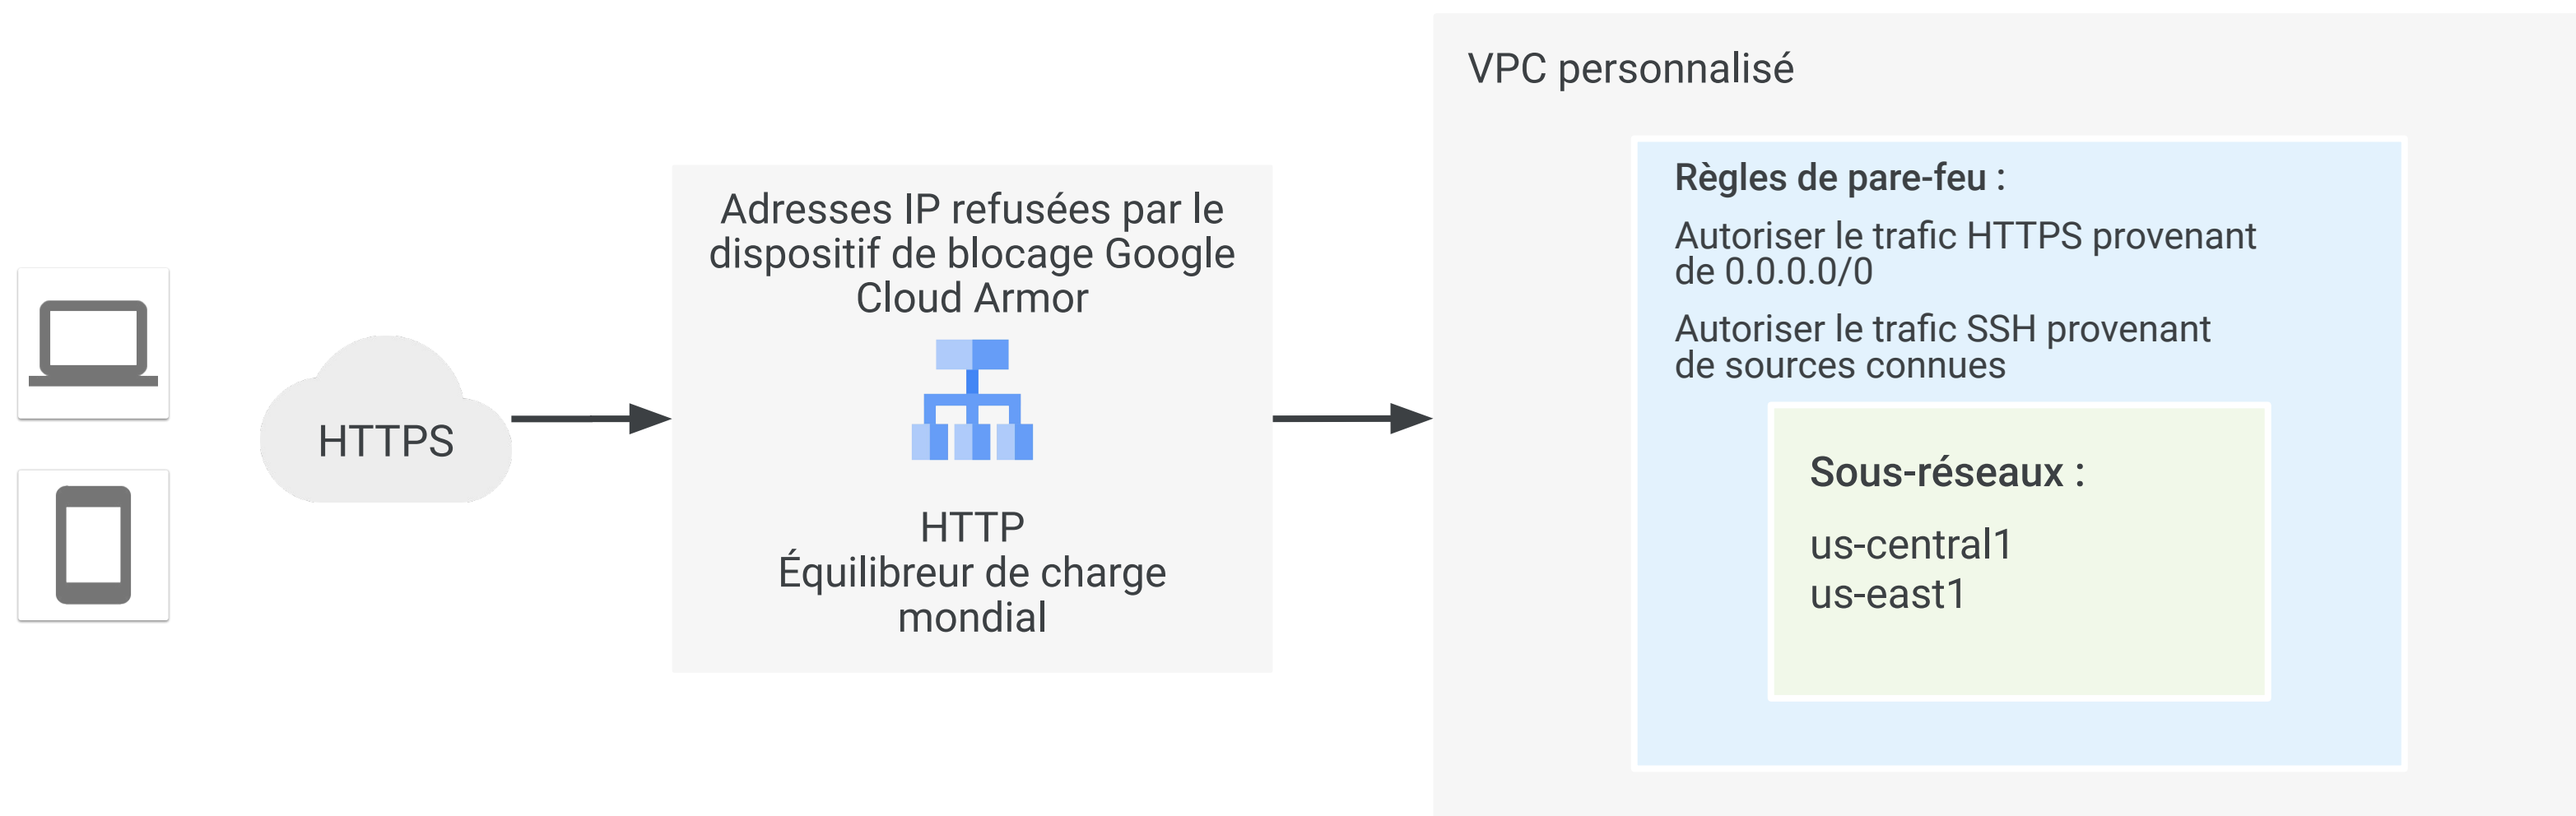 HTTPS
Adresses IP refusées par le
dispositif de blocage Google
Cloud Armor
HTTP
Équilibreur de charge
mondial
VPC personnalisé
Règles de pare-feu :
Autoriser le trafic HTTPS provenant
de 0.0.0.0/0
Autoriser le trafic SSH provenant
de sources connues
Sous-réseaux :
us-central1
us-east1